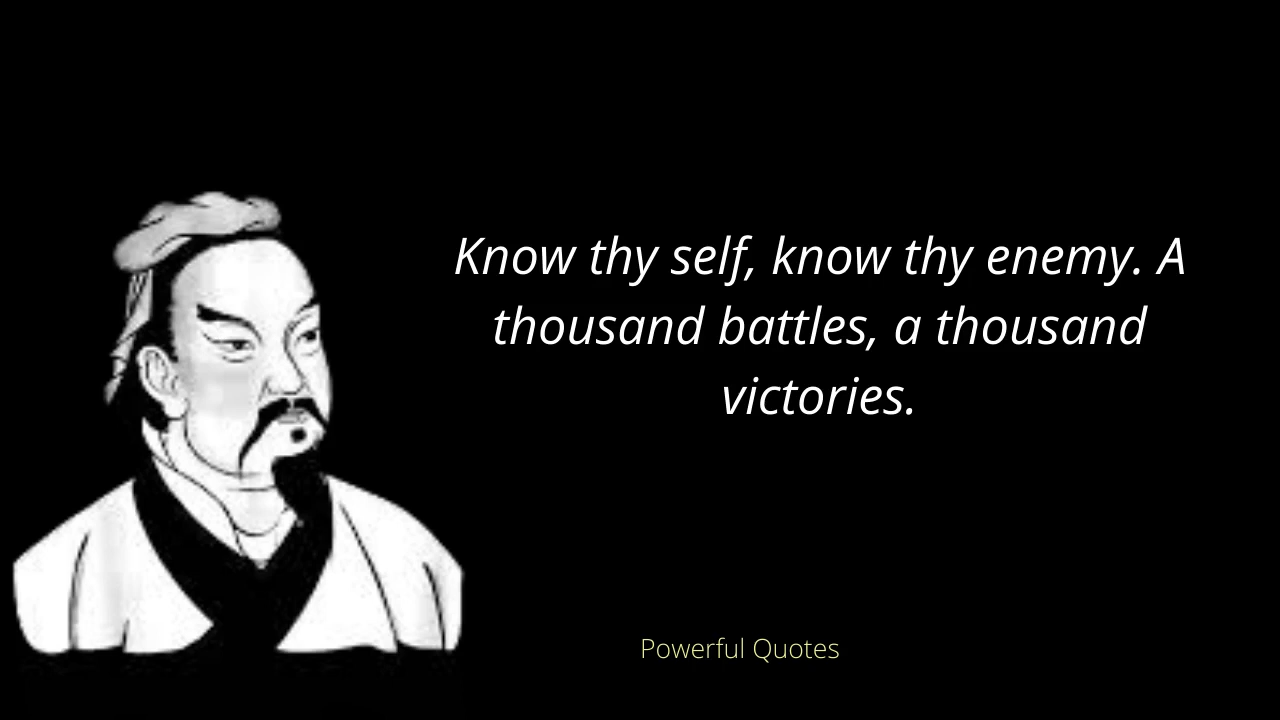 Know thy self, know thy enemy. A
thousand battles, a thousand
victories.
Powerful Quotes